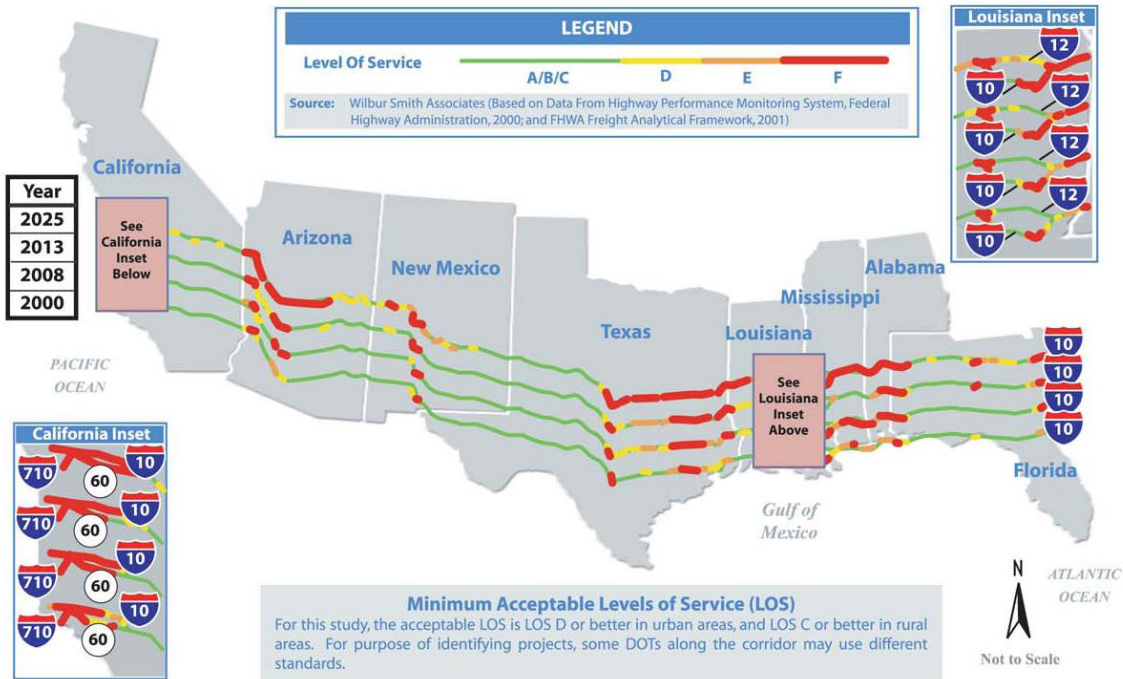 LEGEND
Level Of Service
A/B/C
D
E
F
Source: Wilbur Smith Associates (Based on Data From Highway Performance Monitoring System, Federal
Highway Administration, 2000; and FHWA Freight Analytical Framework, 2001)
Louisiana Inset
12
10
12
10
12
10
12
10
California
Year
2025
2013
2008
2000
See
California
Inset
Below
Arizona
New Mexico
Texas
Louisiana
Mississippi
Alabama
See
Louisiana
Inset
Above
10
10
10
10
Florida
PACIFIC
OCEAN
Gulf of
Mexico
ATLANTIC
OCEAN
California Inset
710
60
10
710
60
10
710
60
10
710
60
10
Minimum Acceptable Levels of Service (LOS)
For this study, the acceptable LOS is LOS D or better in urban areas, and LOS C or better in rural
areas. For purpose of identifying projects, some DOTs along the corridor may use different
standards.
N
Not to Scale